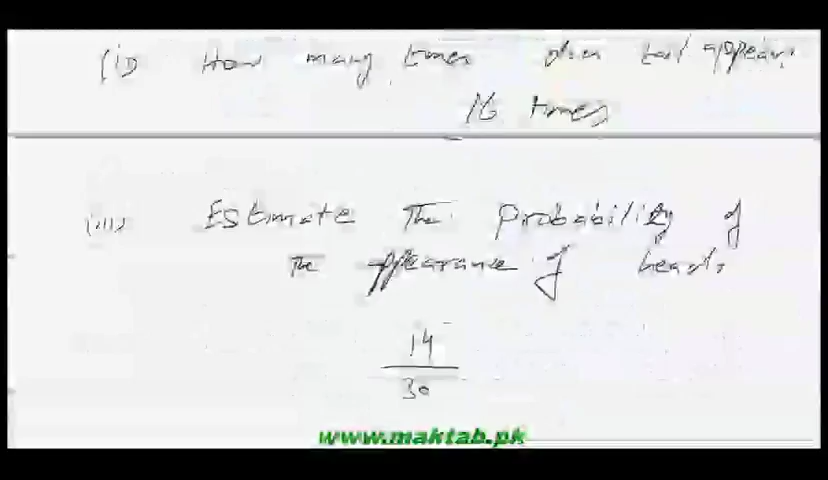 (ii) How many times does tail appear,
16 times
(iii) Estimate The Probability of
The appearance of heads
14
30
www.maktab.pk